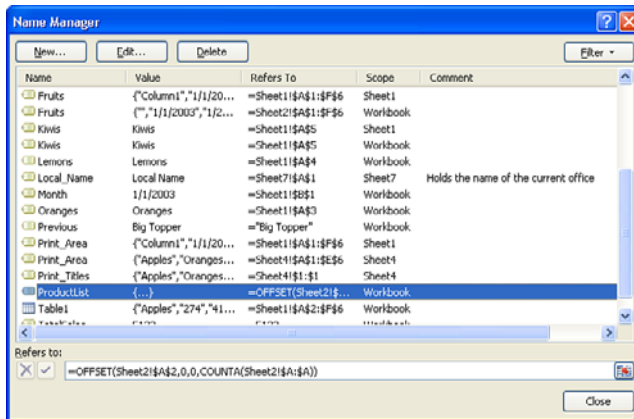 Name Manager
New... Edit... Delete Filter
Name Value Refers To Scope Comment
Fruits {"Column1","1/1/20... =Sheet1!$A$1:$F$6 Sheet1
Fruits {"","1/1/2003","1/2... =Sheet2!$A$1:$F$6 Workbook
Kiwis Kiwis =Sheet1!$A$5 Sheet1
Kiwis Kiwis =Sheet1!$A$5 Workbook
Lemons Lemons =Sheet1!$A$4 Workbook
Local_Name Local Name =Sheet7!$A$1 Sheet7 Holds the name of the current office
Month 1/1/2003 =Sheet1!$B$1 Workbook
Oranges Oranges =Sheet1!$A$3 Workbook
Previous Big Topper ="Big Topper" Workbook
Print_Area {"Column1","1/1/20... =Sheet1!$A$1:$F$6 Sheet1
Print_Area {"Apples","Oranges... =Sheet4!$A$1:$E$6 Sheet4
Print_Titles {"Apples","Oranges... =Sheet4!$1:$1 Sheet4
ProductList {...} =OFFSET(Sheet2!$... Workbook
Table1 {"Apples","274","41... =Sheet1!$A$2:$F$6 Workbook
Refers to:
=OFFSET(Sheet2!$A$2,0,0,COUNTA(Sheet2!$A:$A))
Close